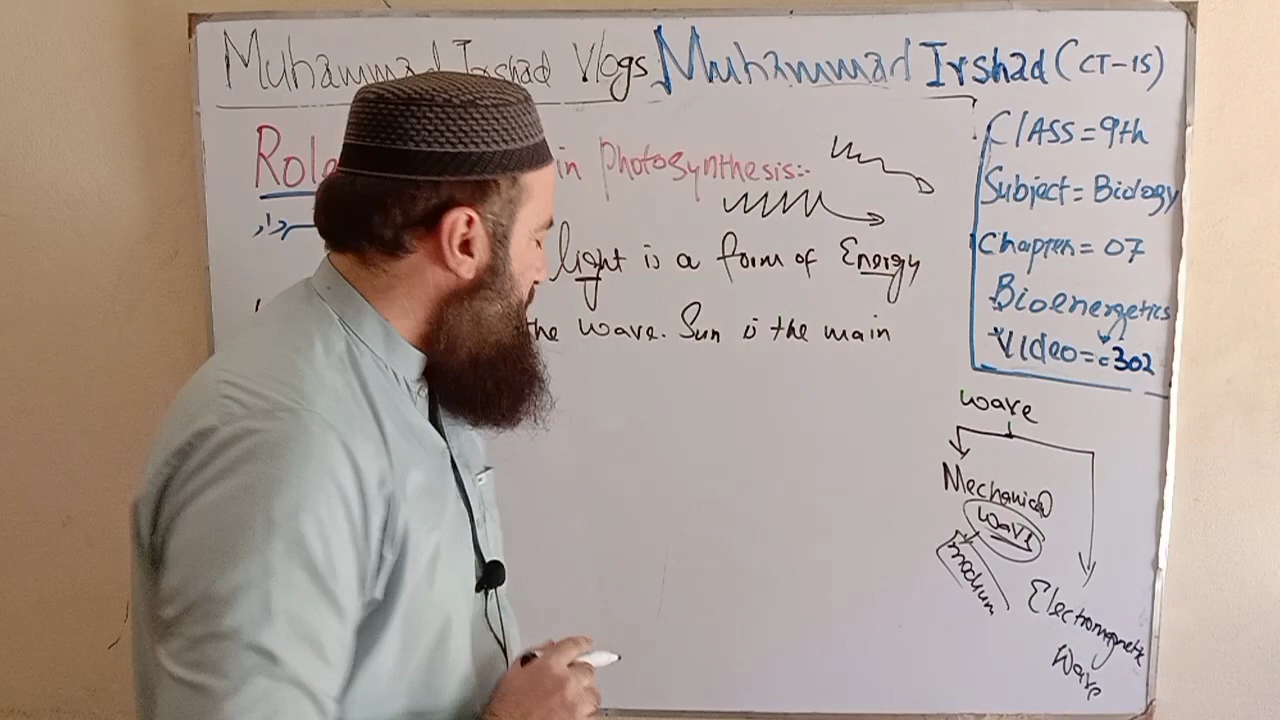 Muhammad Irshad Vlogs Muhammad Irshad (CT-15)
Role in photosynthesis:-
light is a form of Energy
the wave. Sun is the main
CLASS = 9th
Subject = Biology
Chapter = 07
Bioenergetics
Video = 302
wave
Mechanical
wave
medium
Electromagnetic
Wave